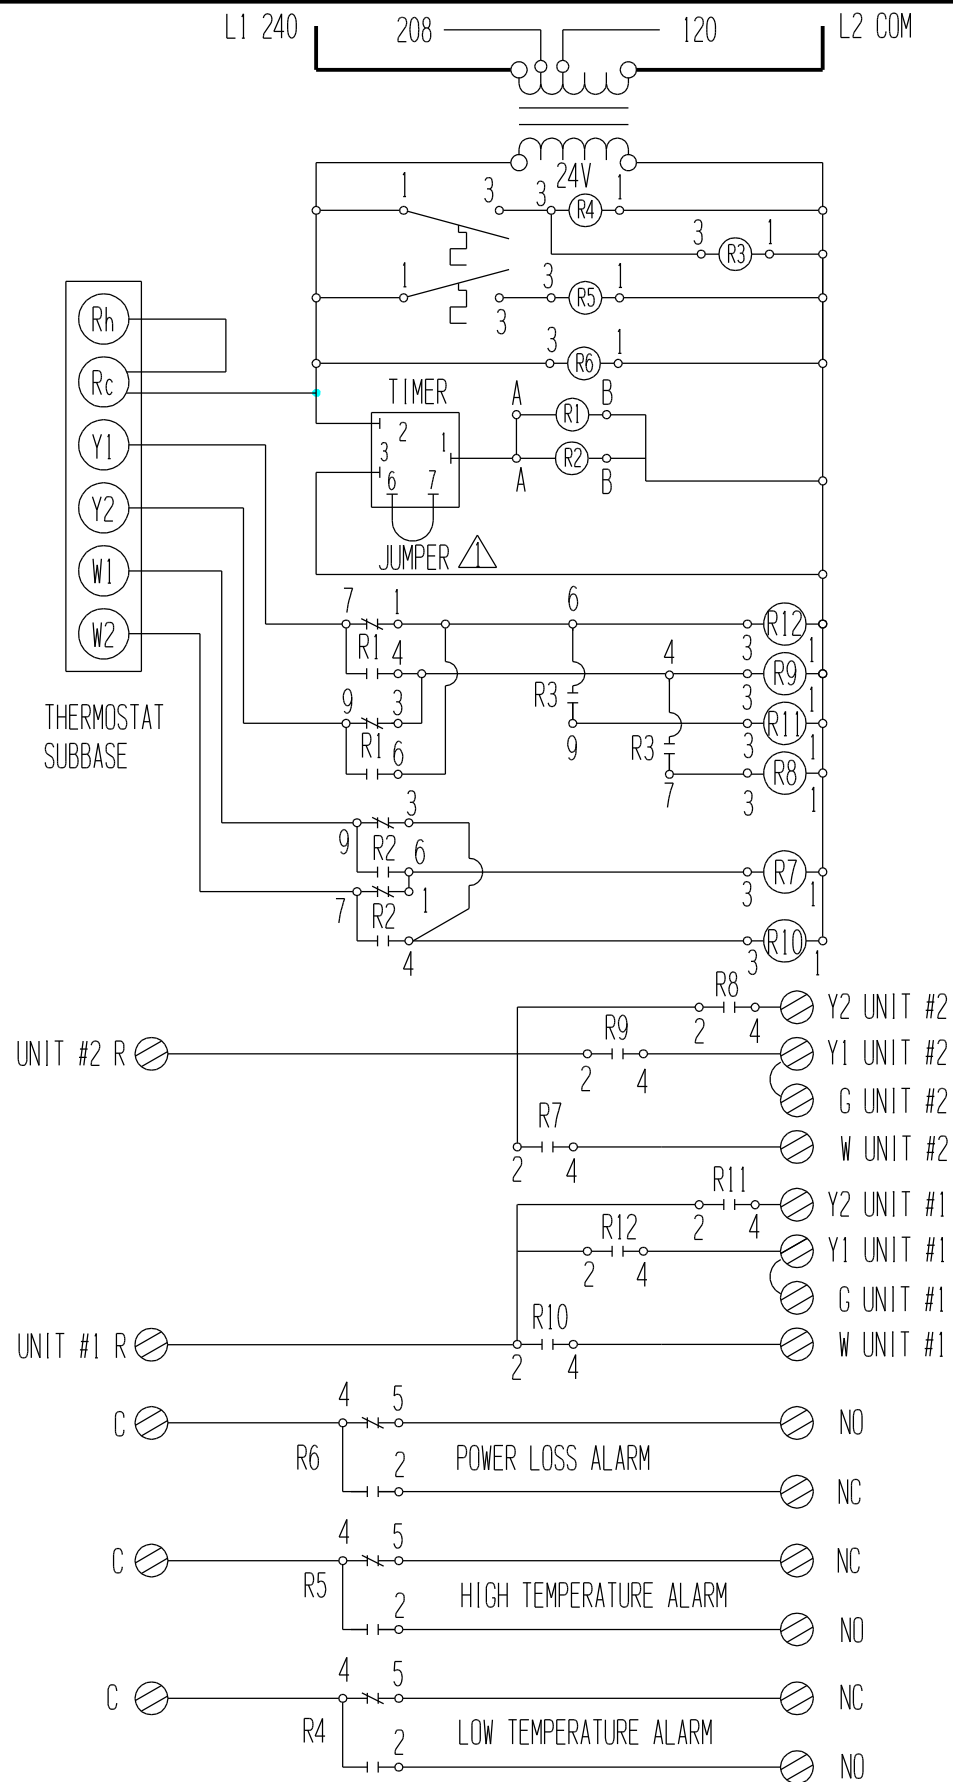 L1 240 208 120 L2 COM
24V
1 3 3 R4 1
3 R3 1
1 3 3 R5 1
3 R6 1
Rh
Rc
Y1
Y2
W1
W2
THERMOSTAT
SUBBASE
TIMER
2
3 1
6 7
JUMPER 1
A R1 B
A R2 B
7 1 6 R12
R1 4 4 3 1
R9
9 3 R3 3 1
R11
R1 6 9 R3 3 1
R8
7 3 1
3
9 R2 6 R7
3 1
7 R2 1
R10
4 3 1
R8 Y2 UNIT #2
2 4
UNIT #2 R R9 Y1 UNIT #2
2 4
G UNIT #2
R7
W UNIT #2
2 4
R11 Y2 UNIT #1
2 4
R12 Y1 UNIT #1
2 4
G UNIT #1
R10
UNIT #1 R W UNIT #1
2 4
4 5
C NO
R6 2 POWER LOSS ALARM
NC
4 5
C NC
R5 2 HIGH TEMPERATURE ALARM
NO
4 5
C NC
R4 2 LOW TEMPERATURE ALARM
NO